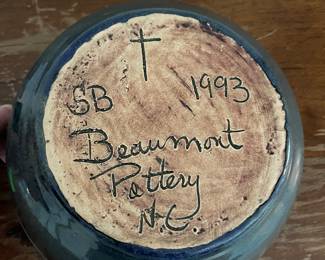 SB 1993
Beaumont
Pottery
N.C.